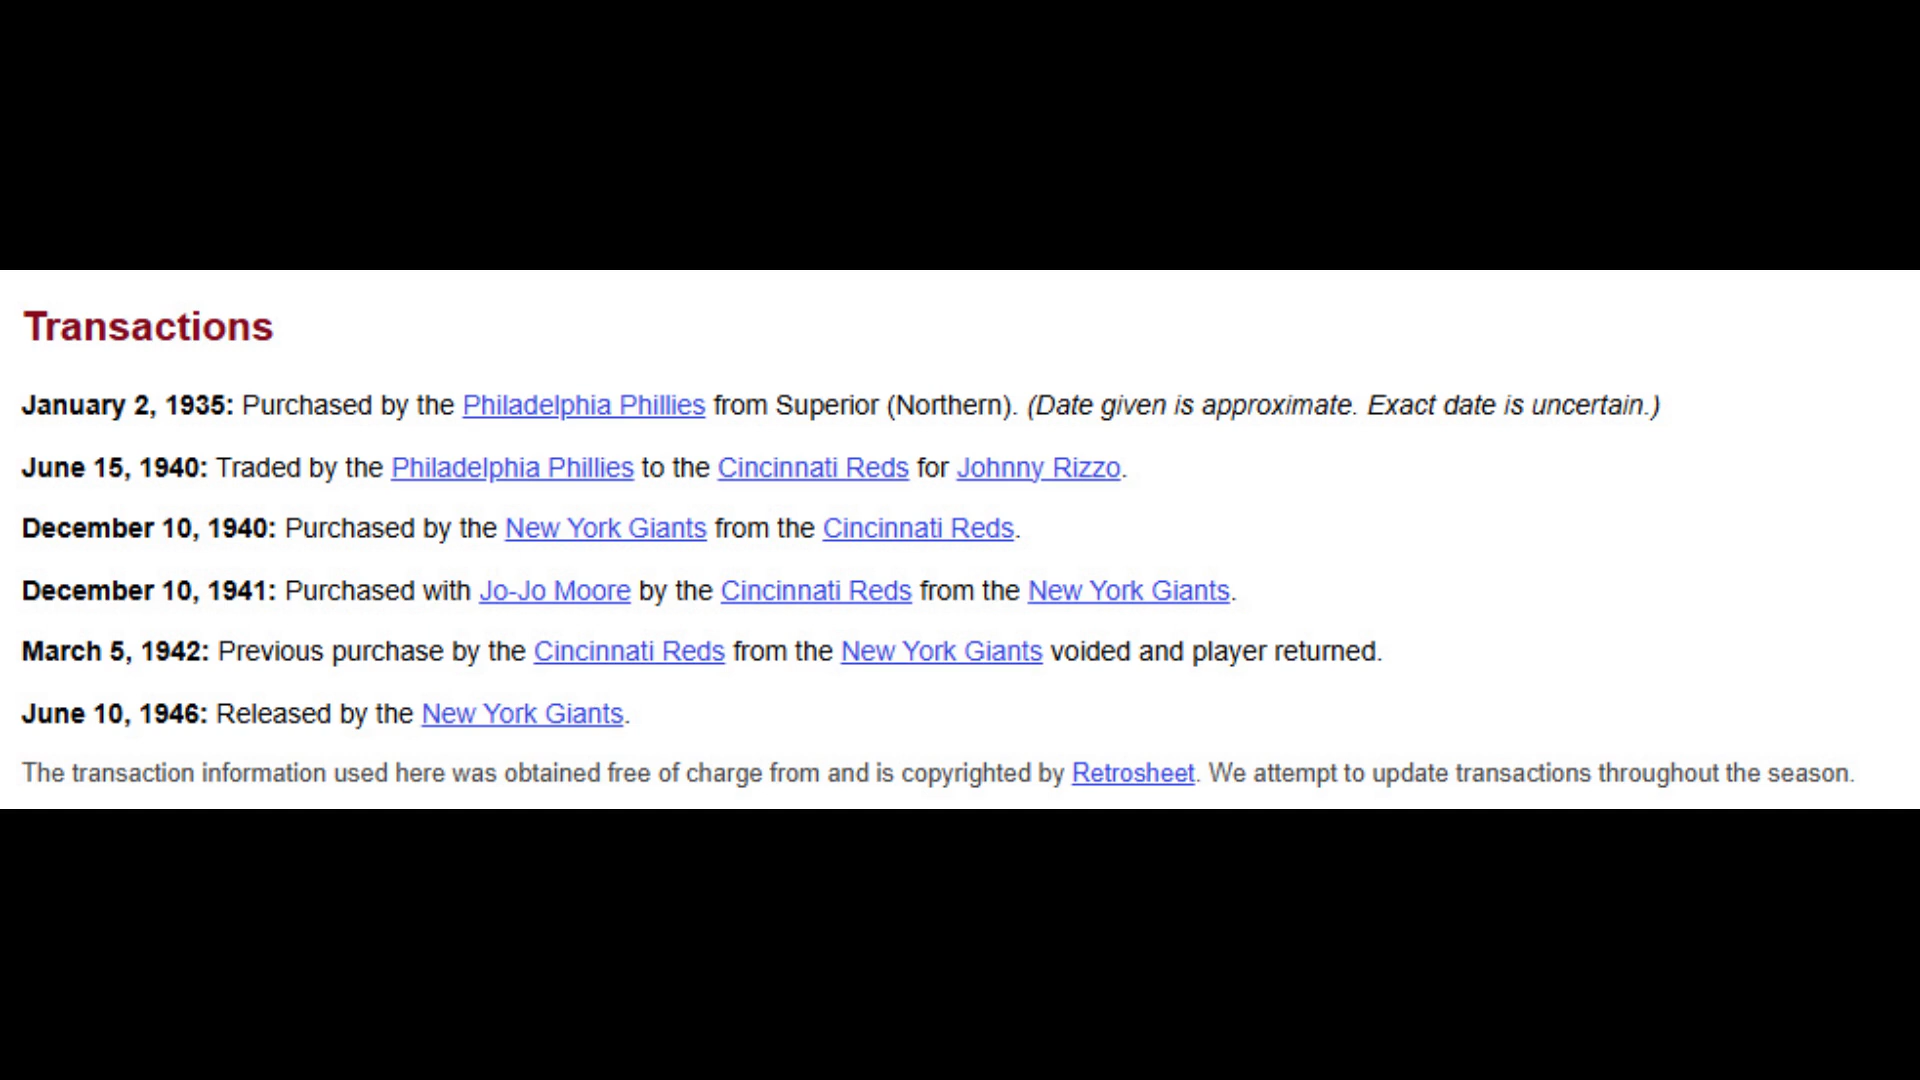 Transactions
January 2, 1935: Purchased by the Philadelphia Phillies from Superior (Northern). (Date given is approximate. Exact date is uncertain.)
June 15, 1940: Traded by the Philadelphia Phillies to the Cincinnati Reds for Johnny Rizzo.
December 10, 1940: Purchased by the New York Giants from the Cincinnati Reds.
December 10, 1941: Purchased with Jo-Jo Moore by the Cincinnati Reds from the New York Giants.
March 5, 1942: Previous purchase by the Cincinnati Reds from the New York Giants voided and player returned.
June 10, 1946: Released by the New York Giants.
The transaction information used here was obtained free of charge from and is copyrighted by Retrosheet. We attempt to update transactions throughout the season.